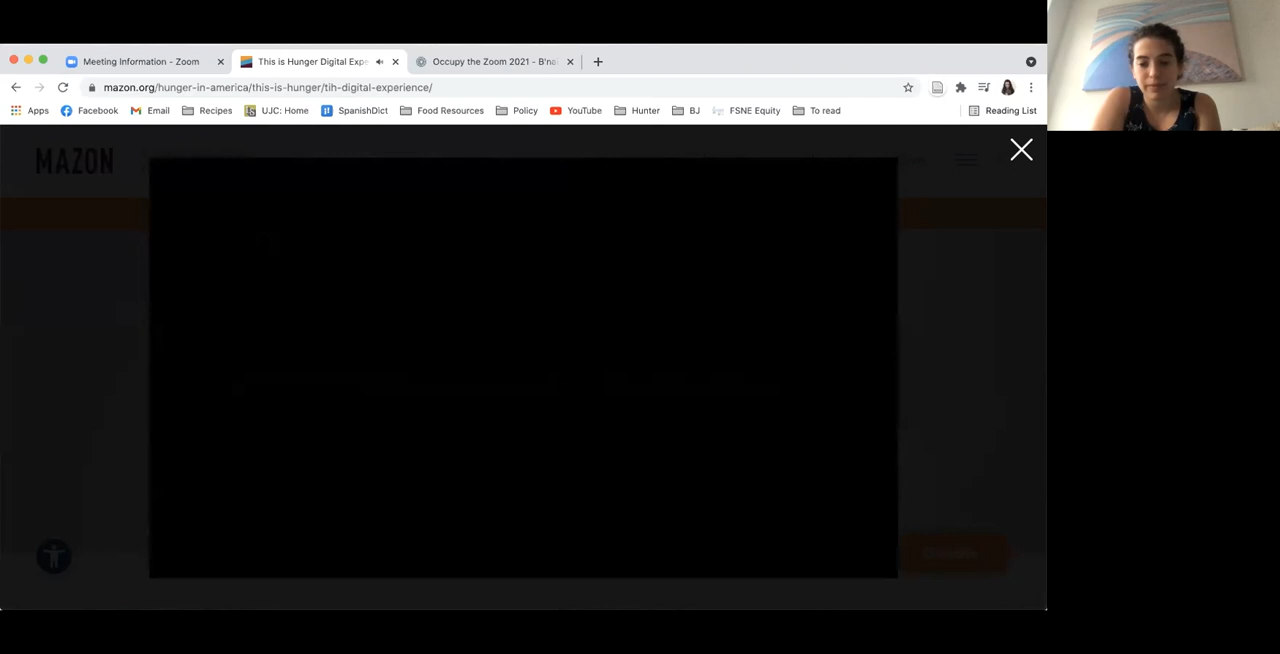 Meeting Information - Zoom
This is Hunger Digital Expe
Occupy the Zoom 2021 - B'nai
mazon.org/hunger-in-america/this-is-hunger/tih-digital-experience/
Apps Facebook Email Recipes UJC: Home SpanishDict Food Resources Policy YouTube Hunter BJ FSNE Equity To read Reading List
MAZON